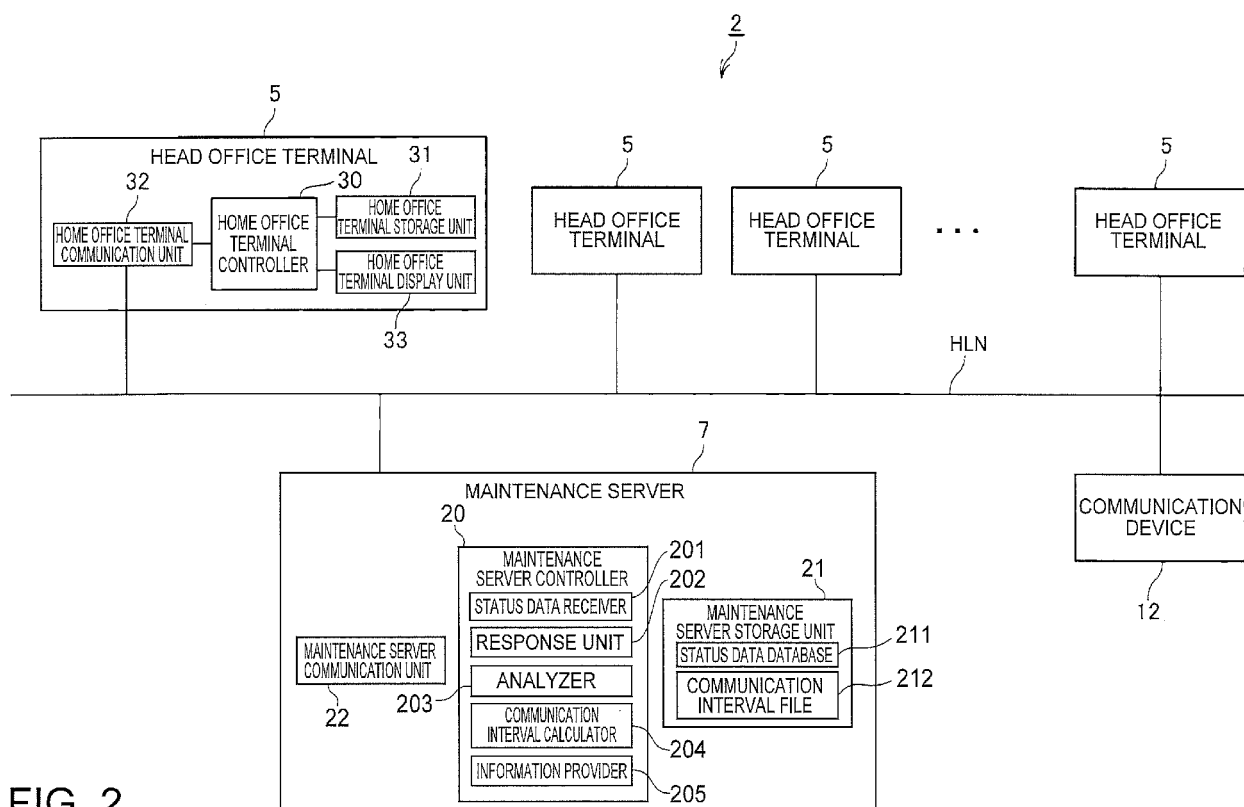 2
5
HEAD OFFICE TERMINAL
32
30
31
HOME OFFICE TERMINAL
COMMUNICATION UNIT
HOME OFFICE
TERMINAL
CONTROLLER
HOME OFFICE
TERMINAL STORAGE UNIT
HOME OFFICE
TERMINAL DISPLAY UNIT
33
5
HEAD OFFICE
TERMINAL
5
HEAD OFFICE
TERMINAL
...
5
HEAD OFFICE
TERMINAL
HLN
7
MAINTENANCE SERVER
MAINTENANCE SERVER
COMMUNICATION UNIT
22
20
MAINTENANCE
SERVER CONTROLLER
STATUS DATA RECEIVER
201
RESPONSE UNIT
202
ANALYZER
203
COMMUNICATION
INTERVAL CALCULATOR
204
INFORMATION PROVIDER
205
21
MAINTENANCE
SERVER STORAGE UNIT
STATUS DATA DATABASE
211
COMMUNICATION
INTERVAL FILE
212
COMMUNICATION
DEVICE
12
FIG. 2